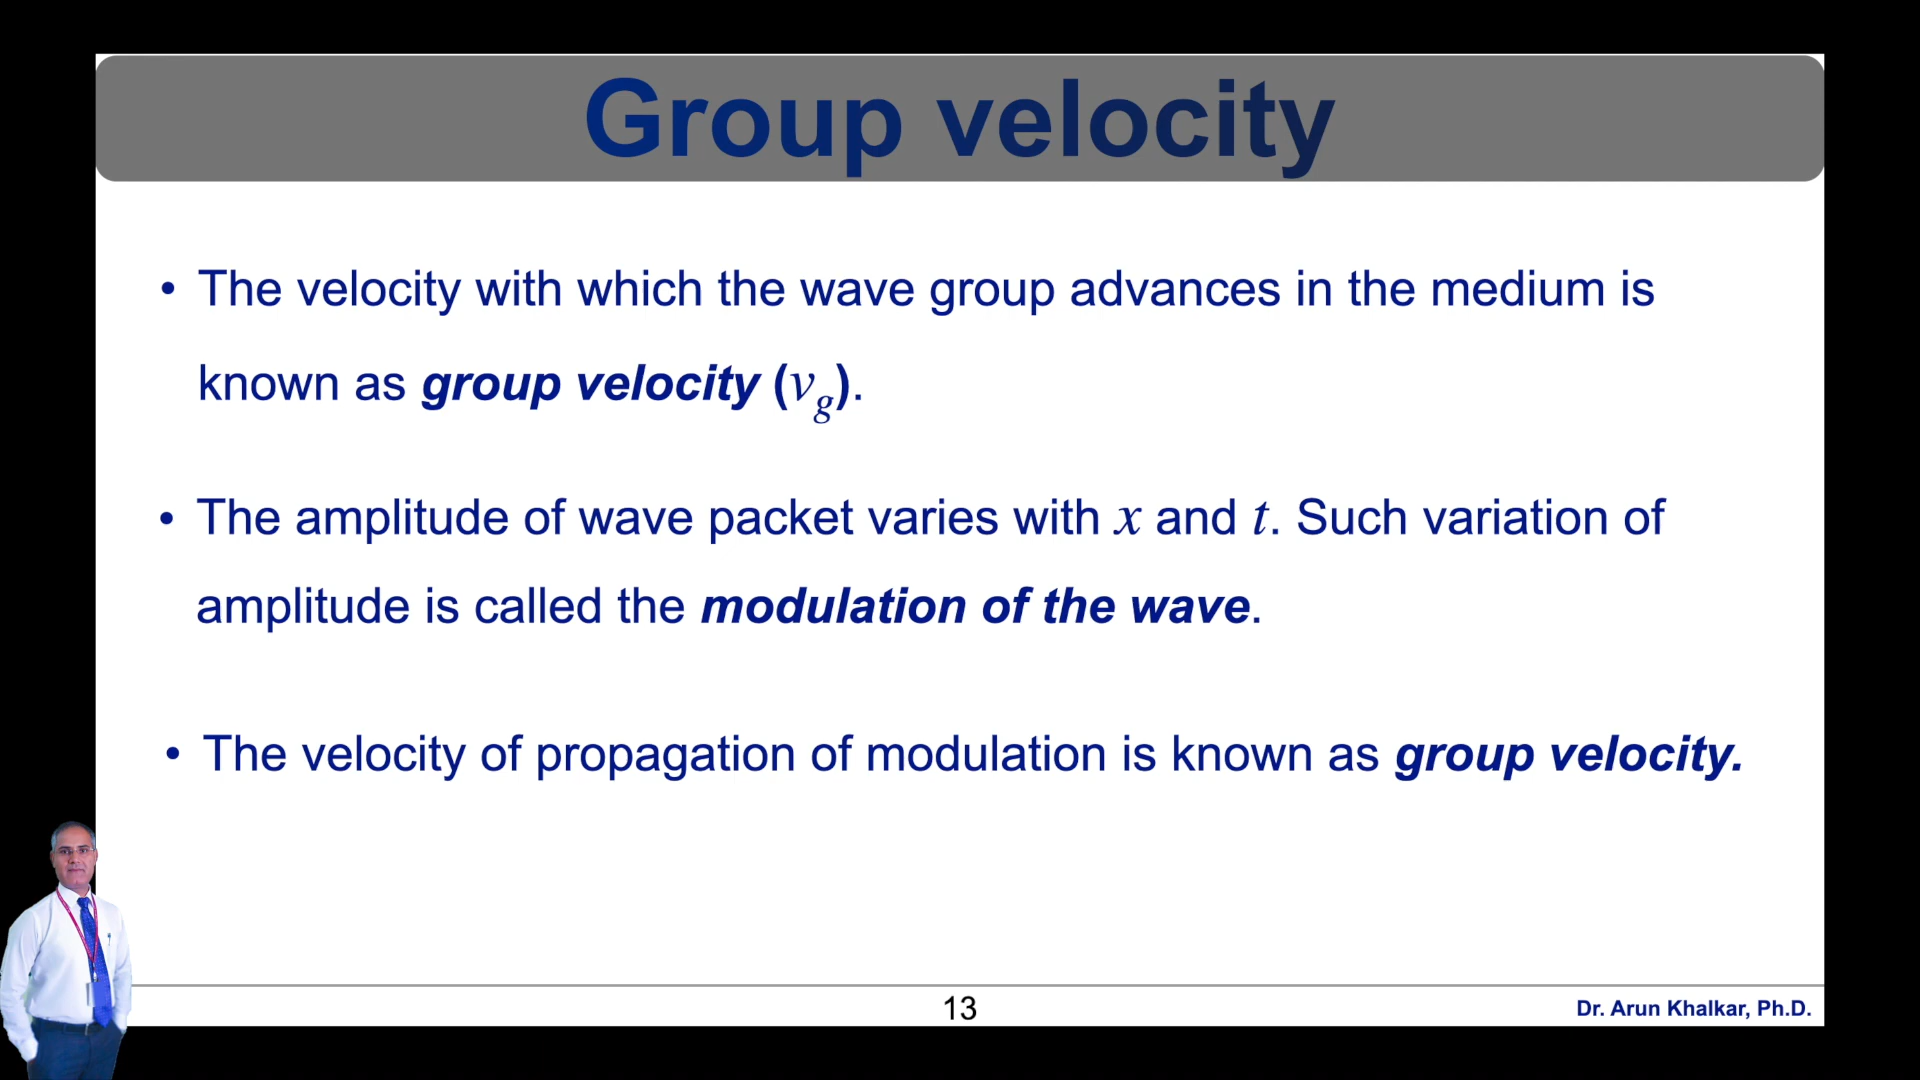 Group velocity
• The velocity with which the wave group advances in the medium is
known as group velocity (v_g).
• The amplitude of wave packet varies with x and t. Such variation of
amplitude is called the modulation of the wave.
• The velocity of propagation of modulation is known as group velocity.
13
Dr. Arun Khalkar, Ph.D.